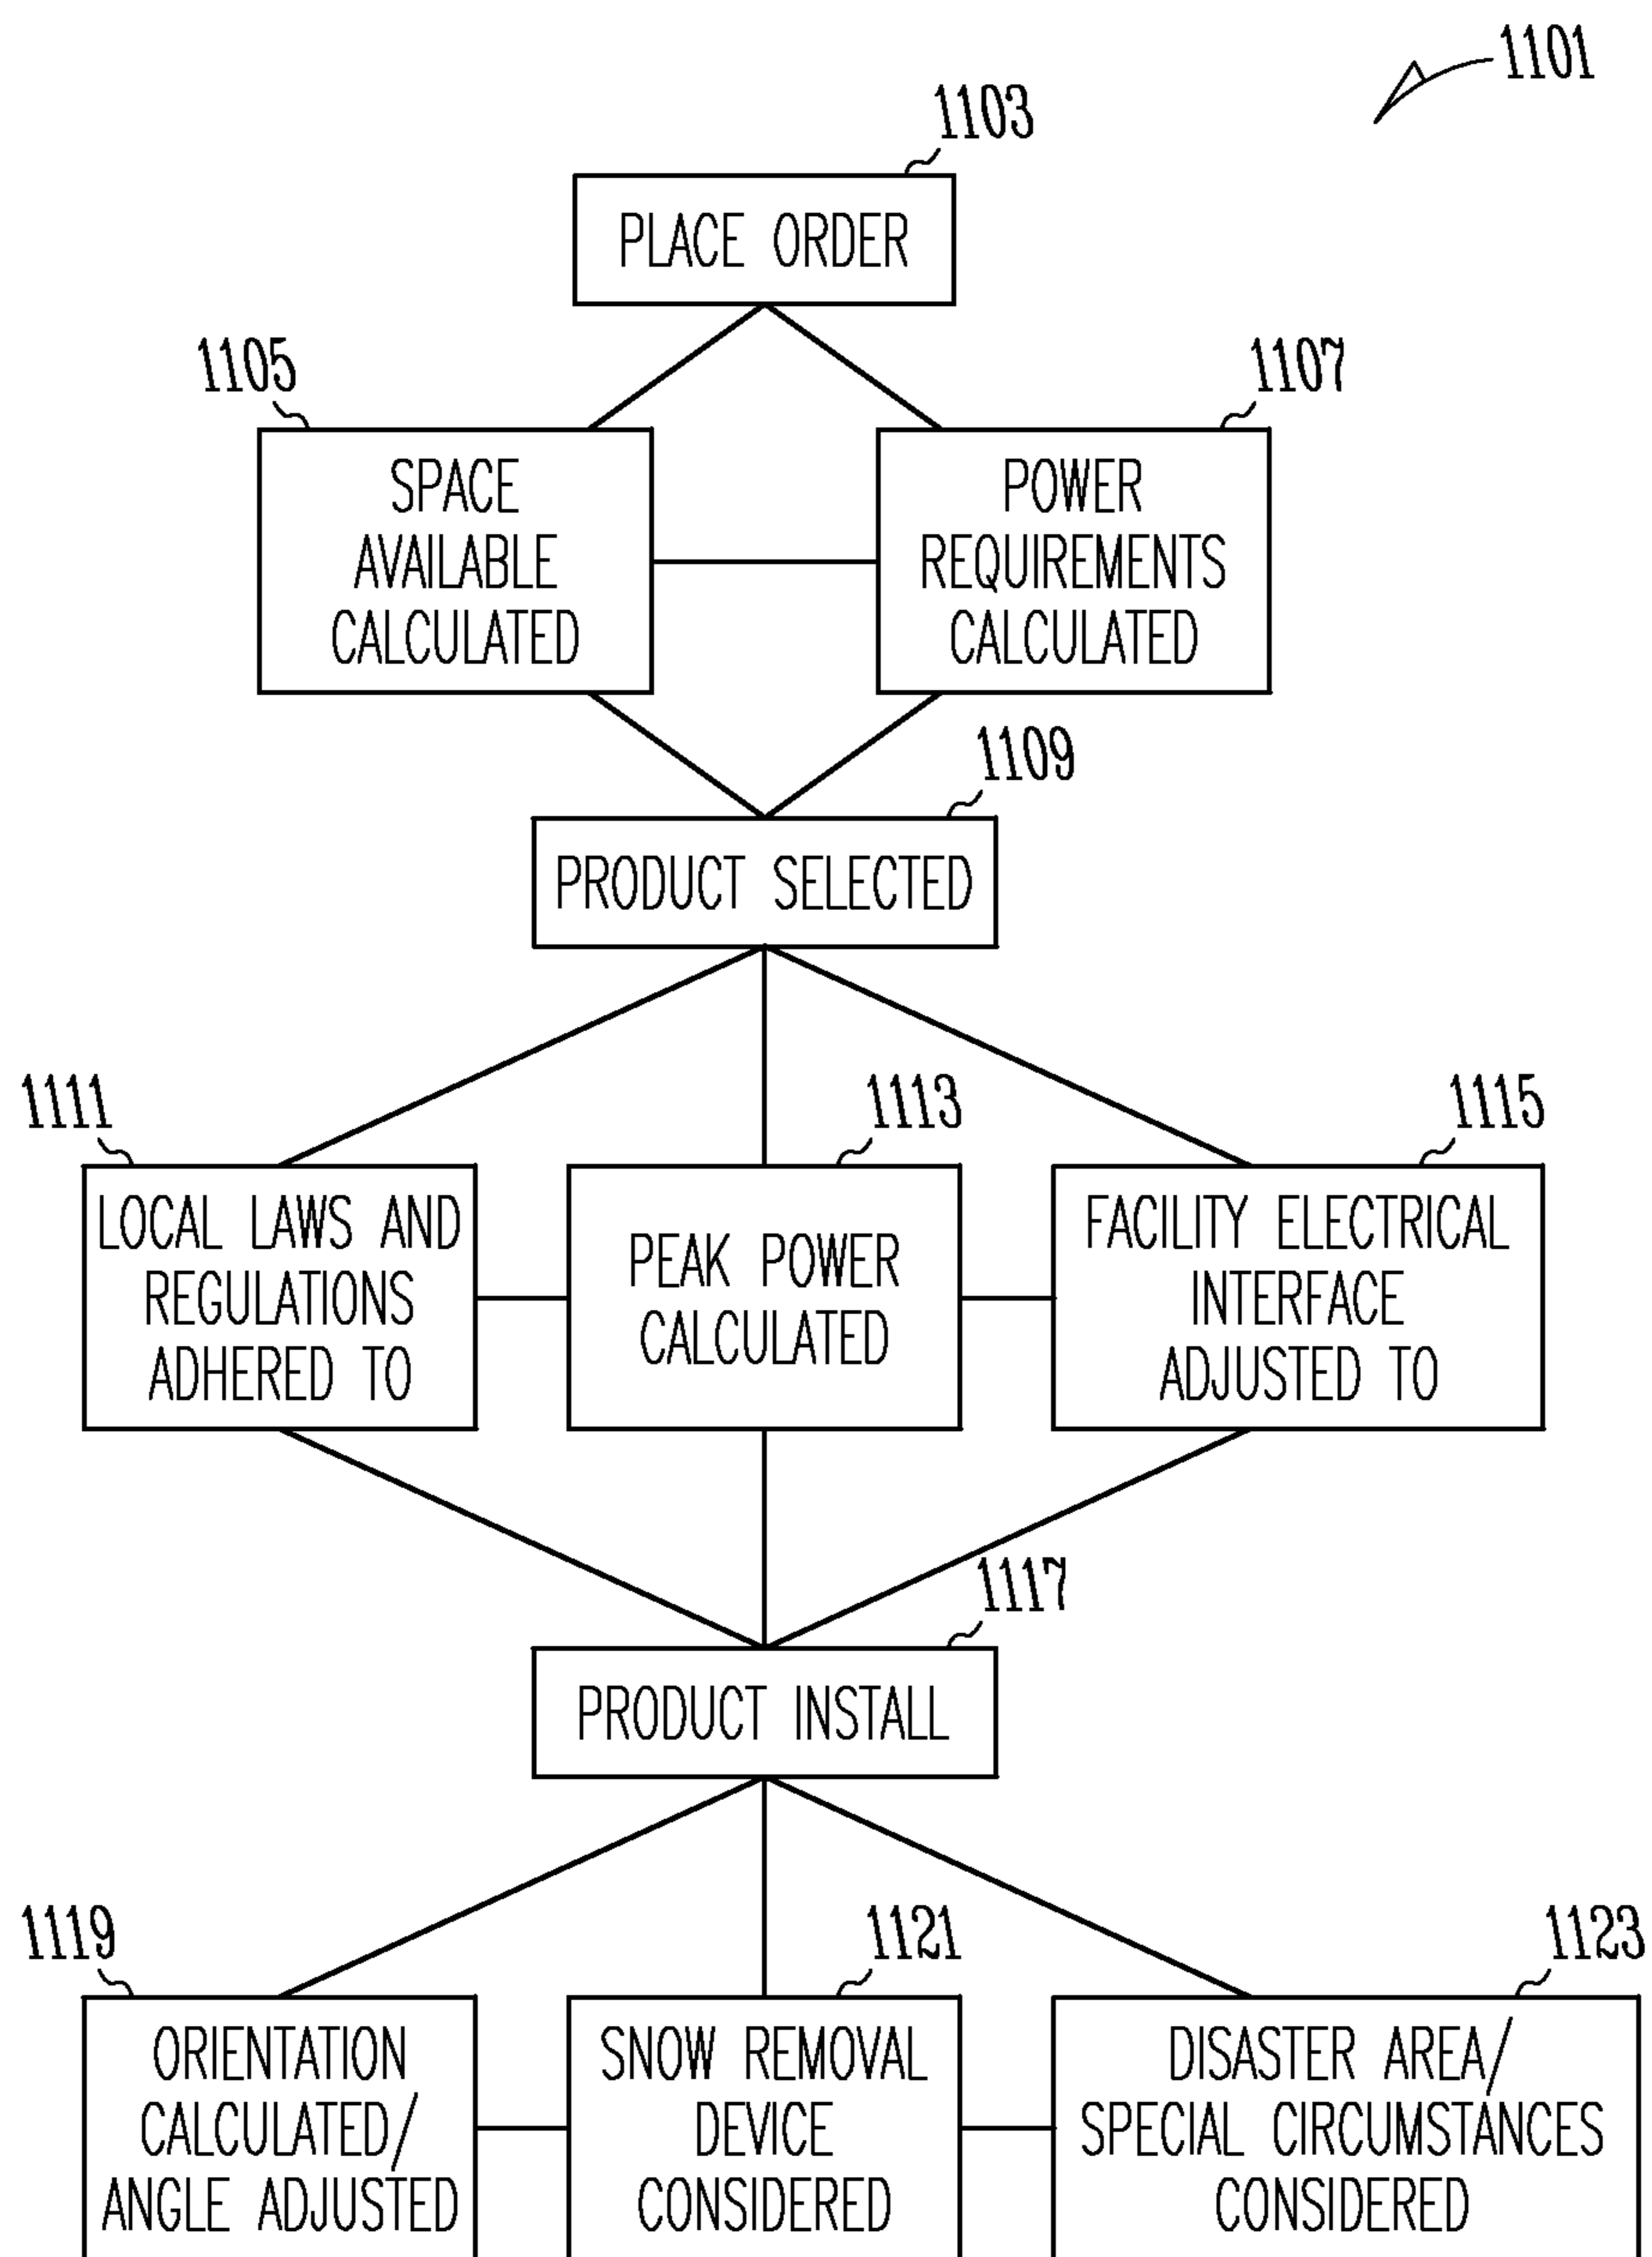 1101
1103
PLACE ORDER
1105
1107
SPACE
AVAILABLE
CALCULATED
POWER
REQUIREMENTS
CALCULATED
1109
PRODUCT SELECTED
1111
1113
1115
LOCAL LAWS AND
REGULATIONS
ADHERED TO
PEAK POWER
CALCULATED
FACILITY ELECTRICAL
INTERFACE
ADJUSTED TO
1117
PRODUCT INSTALL
1119
1121
1123
ORIENTATION
CALCULATED/
ANGLE ADJUSTED
SNOW REMOVAL
DEVICE
CONSIDERED
DISASTER AREA/
SPECIAL CIRCUMSTANCES
CONSIDERED